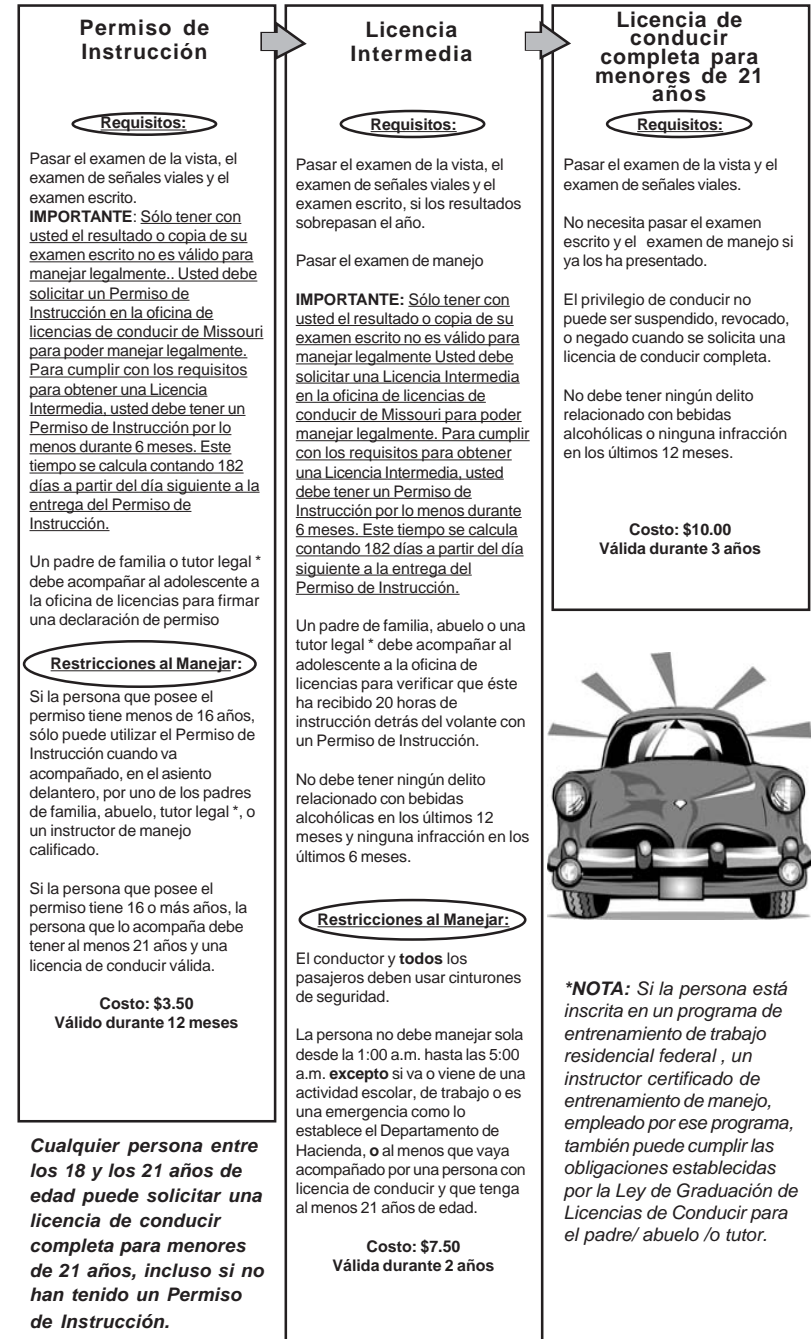 Permiso de
Instrucción
Requisitos:
Pasar el examen de la vista, el
examen de señales viales y el
examen escrito.
IMPORTANTE: Sólo tener con
usted el resultado o copia de su
examen escrito no es válido para
manejar legalmente.. Usted debe
solicitar un Permiso de
Instrucción en la oficina de
licencias de conducir de Missouri
para poder manejar legalmente.
Para cumplir con los requisitos
para obtener una Licencia
Intermedia, usted debe tener un
Permiso de Instrucción por lo
menos durante 6 meses. Este
tiempo se calcula contando 182
días a partir del día siguiente a la
entrega del Permiso de
Instrucción.
Un padre de familia o tutor legal *
debe acompañar al adolescente a
la oficina de licencias para firmar
una declaración de permiso
Restricciones al Manejar:
Si la persona que posee el
permiso tiene menos de 16 años,
sólo puede utilizar el Permiso de
Instrucción cuando va
acompañado, en el asiento
delantero, por uno de los padres
de familia, abuelo, tutor legal *, o
un instructor de manejo
calificado.
Si la persona que posee el
permiso tiene 16 o más años, la
persona que lo acompaña debe
tener al menos 21 años y una
licencia de conducir válida.
Costo: $3.50
Válido durante 12 meses
Cualquier persona entre
los 18 y los 21 años de
edad puede solicitar una
licencia de conducir
completa para menores
de 21 años, incluso si no
han tenido un Permiso
de Instrucción.
Licencia
Intermedia
Requisitos:
Pasar el examen de la vista, el
examen de señales viales y el
examen escrito, si los resultados
sobrepasan el año.
Pasar el examen de manejo
IMPORTANTE: Sólo tener con
usted el resultado o copia de su
examen escrito no es válido para
manejar legalmente Usted debe
solicitar una Licencia Intermedia
en la oficina de licencias de
conducir de Missouri para poder
manejar legalmente. Para cumplir
con los requisitos para obtener
una Licencia Intermedia, usted
debe tener un Permiso de
Instrucción por lo menos durante
6 meses. Este tiempo se calcula
contando 182 días a partir del día
siguiente a la entrega del
Permiso de Instrucción.
Un padre de familia, abuelo o una
tutor legal * debe acompañar al
adolescente a la oficina de
licencias para verificar que éste
ha recibido 20 horas de
instrucción detrás del volante con
un Permiso de Instrucción.
No debe tener ningún delito
relacionado con bebidas
alcohólicas en los últimos 12
meses y ninguna infracción en los
últimos 6 meses.
Restricciones al Manejar:
El conductor y todos los
pasajeros deben usar cinturones
de seguridad.
La persona no debe manejar sola
desde la 1:00 a.m. hasta las 5:00
a.m. excepto si va o viene de una
actividad escolar, de trabajo o es
una emergencia como lo
establece el Departamento de
Hacienda, o al menos que vaya
acompañado por una persona con
licencia de conducir y que tenga
al menos 21 años de edad.
Costo: $7.50
Válida durante 2 años
Licencia de
conducir
completa para
menores de 21
años
Requisitos:
Pasar el examen de la vista y el
examen de señales viales.
No necesita pasar el examen
escrito y el examen de manejo si
ya los ha presentado.
El privilegio de conducir no
puede ser suspendido, revocado,
o negado cuando se solicita una
licencia de conducir completa.
No debe tener ningún delito
relacionado con bebidas
alcohólicas o ninguna infracción
en los últimos 12 meses.
Costo: $10.00
Válida durante 3 años
*NOTA: Si la persona está
inscrita en un programa de
entrenamiento de trabajo
residencial federal , un
instructor certificado de
entrenamiento de manejo,
empleado por ese programa,
también puede cumplir las
obligaciones establecidas
por la Ley de Graduación de
Licencias de Conducir para
el padre/ abuelo /o tutor.